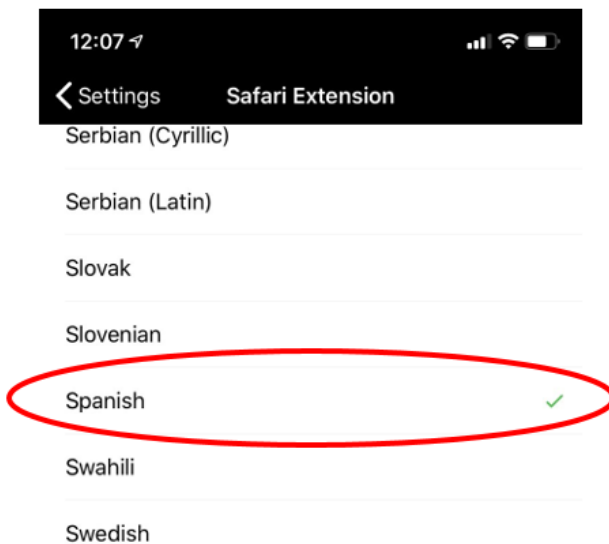 12:07
Settings Safari Extension
Serbian (Cyrillic)
Serbian (Latin)
Slovak
Slovenian
Spanish
Swahili
Swedish